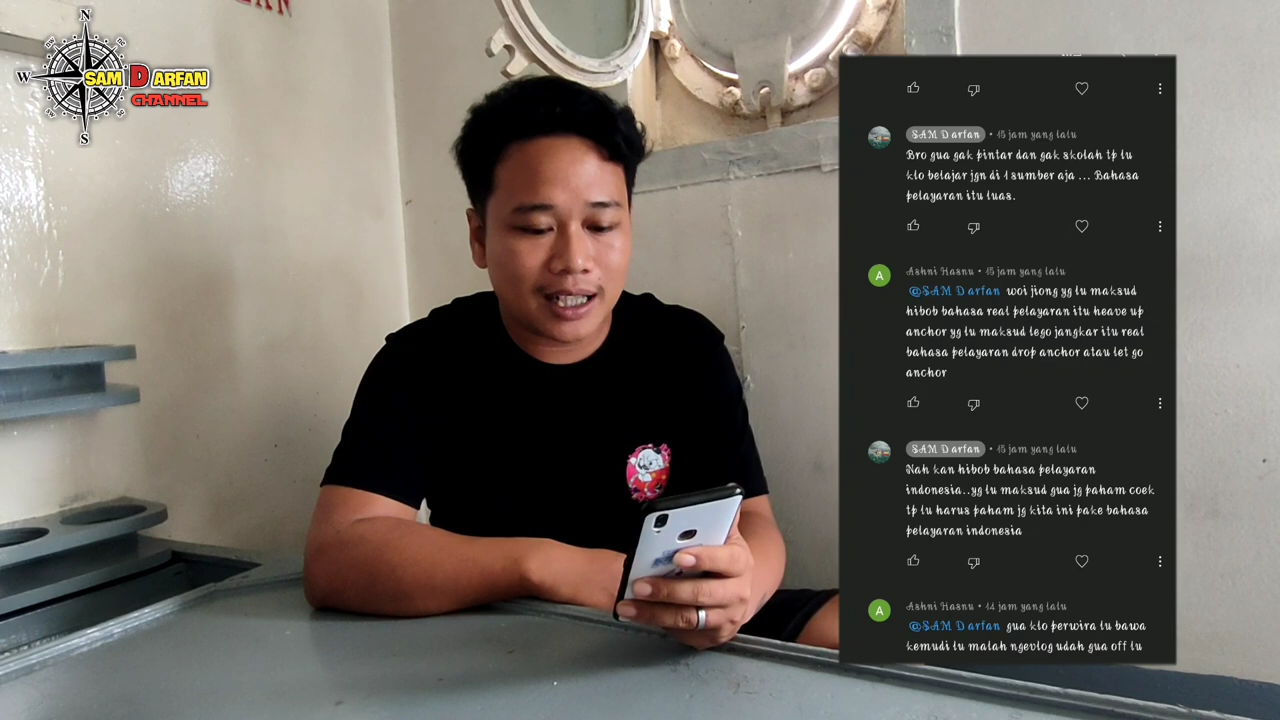 N
W
S
SAM D ARFAN
CHANNEL
SAM D arfan • 15 jam yang lalu
Bro gua gak pintar dan gak skolah tp lu
klo belajar jgn di 1 sumber aja ... Bahasa
pelayaran itu luas.
A
Ashni Hasnu • 15 jam yang lalu
@SAM D arfan woi jiong yg lu maksud
hibob bahasa real pelayaran itu heave up
anchor yg lu maksud lego jangkar itu real
bahasa pelayaran drop anchor atau let go
anchor
SAM D arfan • 15 jam yang lalu
Nah kan hibob bahasa pelayaran
indonesia..yg lu maksud gua jg paham coek
tp lu harus paham jg kita ini pake bahasa
pelayaran indonesia
A
Ashni Hasnu • 14 jam yang lalu
@SAM D arfan gua klo perwira lu bawa
kemudi lu malah ngevlog udah gua off lu